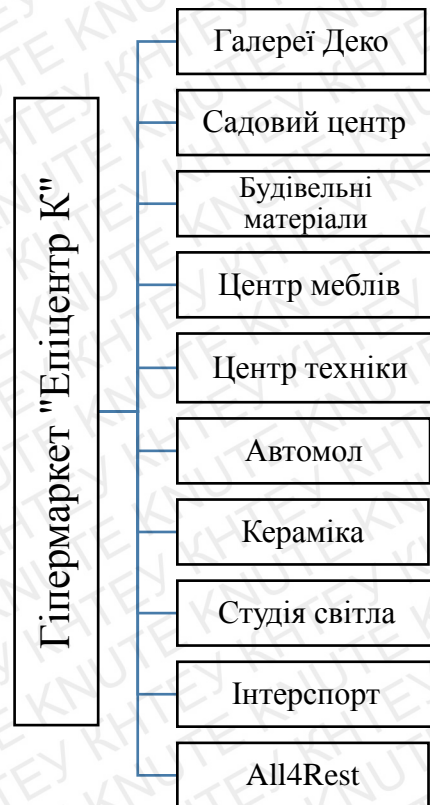 Гіпермаркет "Епіцентр К"
Галереї Деко
Садовий центр
Будівельні
матеріали
Центр меблів
Центр техніки
Автомол
Кераміка
Студія світла
Інтерспорт
All4Rest